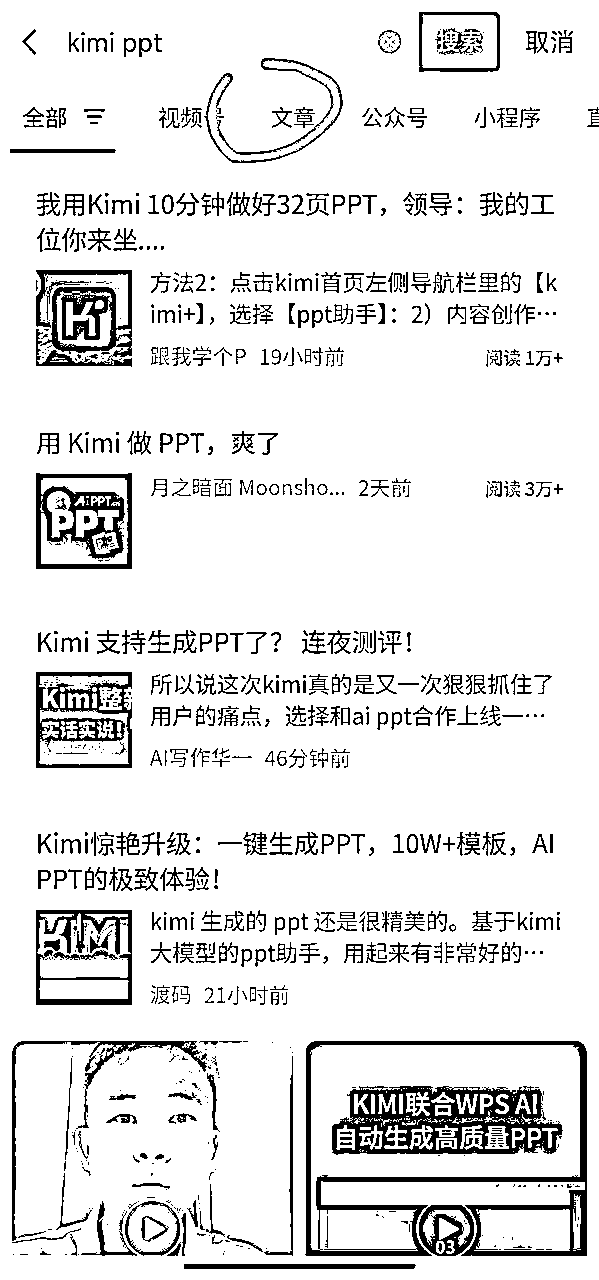 kimi ppt
搜索
取消
全部
视频号
文章
公众号
小程序
直
我用Kimi 10分钟做好32页PPT，领导：我的工
位你来坐....
方法2：点击kimi首页左侧导航栏里的【k
imi+】，选择【ppt助手】：2）内容创作…
跟我学个P 19小时前
阅读 1万+
用 Kimi 做 PPT，爽了
AiPPT
PPT
月之暗面 Moonsho... 2天前
阅读 3万+
Kimi 支持生成PPT了？ 连夜测评！
Kimi整
实话实说！
所以说这次kimi真的是又一次狠狠抓住了
用户的痛点，选择和ai ppt合作上线一…
AI写作华一 46分钟前
Kimi惊艳升级：一键生成PPT，10W+模板，AI
PPT的极致体验！
KIMI
kimi 生成的 ppt 还是很精美的。基于kimi
大模型的ppt助手，用起来有非常好的…
渡码 21小时前
KIMI联合WPS AI
自动生成高质量PPT
03